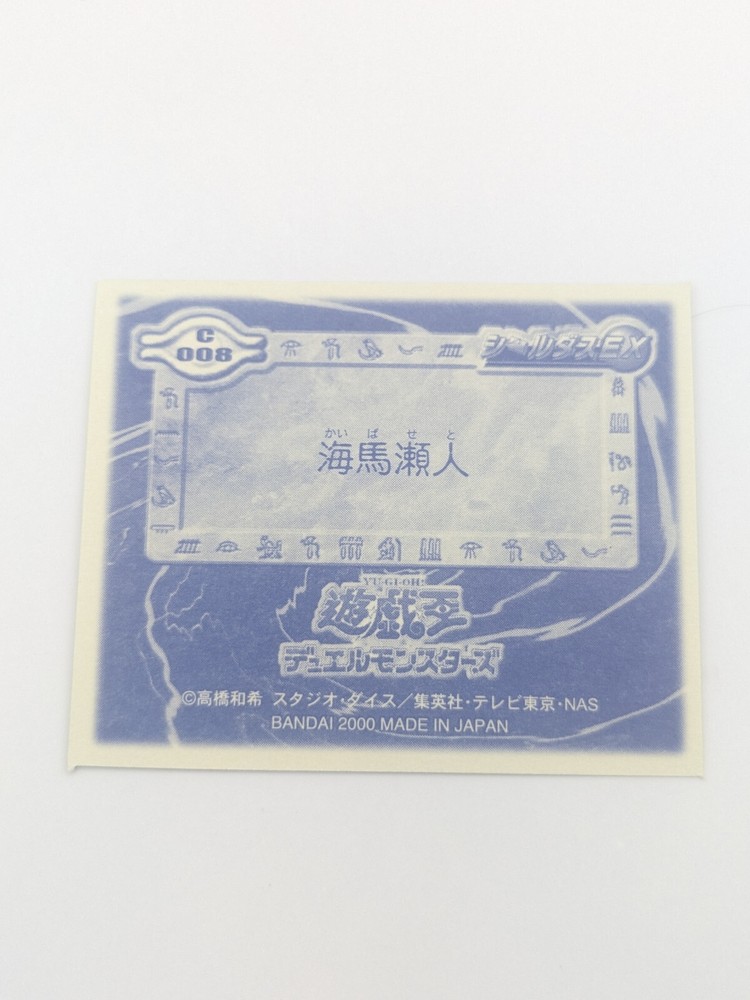 C
008
シールダスEX
かいばせと
海馬瀬人
YU-GI-OH!
遊戯王
デュエルモンスターズ
©高橋和希 スタジオ・ダイス/集英社・テレビ東京・NAS
BANDAI 2000 MADE IN JAPAN